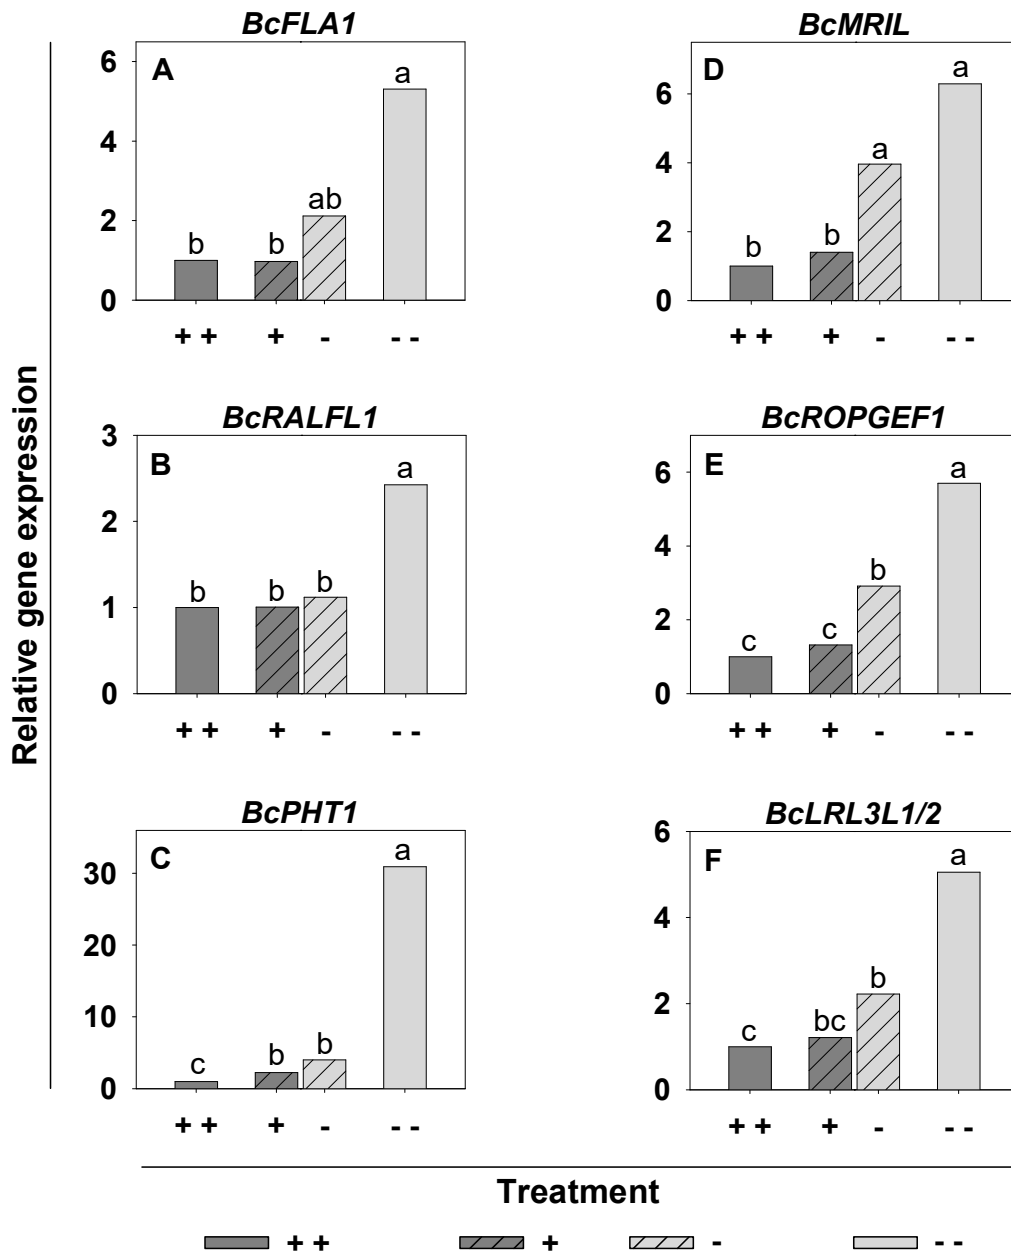 Relative gene expression
BcFLA1
A
6
4
2
0
b
b
ab
a
+ +
+
-
- -
BcMRIL
D
6
4
2
0
b
b
a
a
+ +
+
-
- -
BcRALFL1
B
3
2
1
0
b
b
b
a
+ +
+
-
- -
BcROPGEF1
E
6
4
2
0
c
c
b
a
+ +
+
-
- -
BcPHT1
C
30
20
10
0
c
b
b
a
+ +
+
-
- -
BcLRL3L1/2
F
6
4
2
0
c
bc
b
a
+ +
+
-
- -
Treatment
+ +
+
-
- -